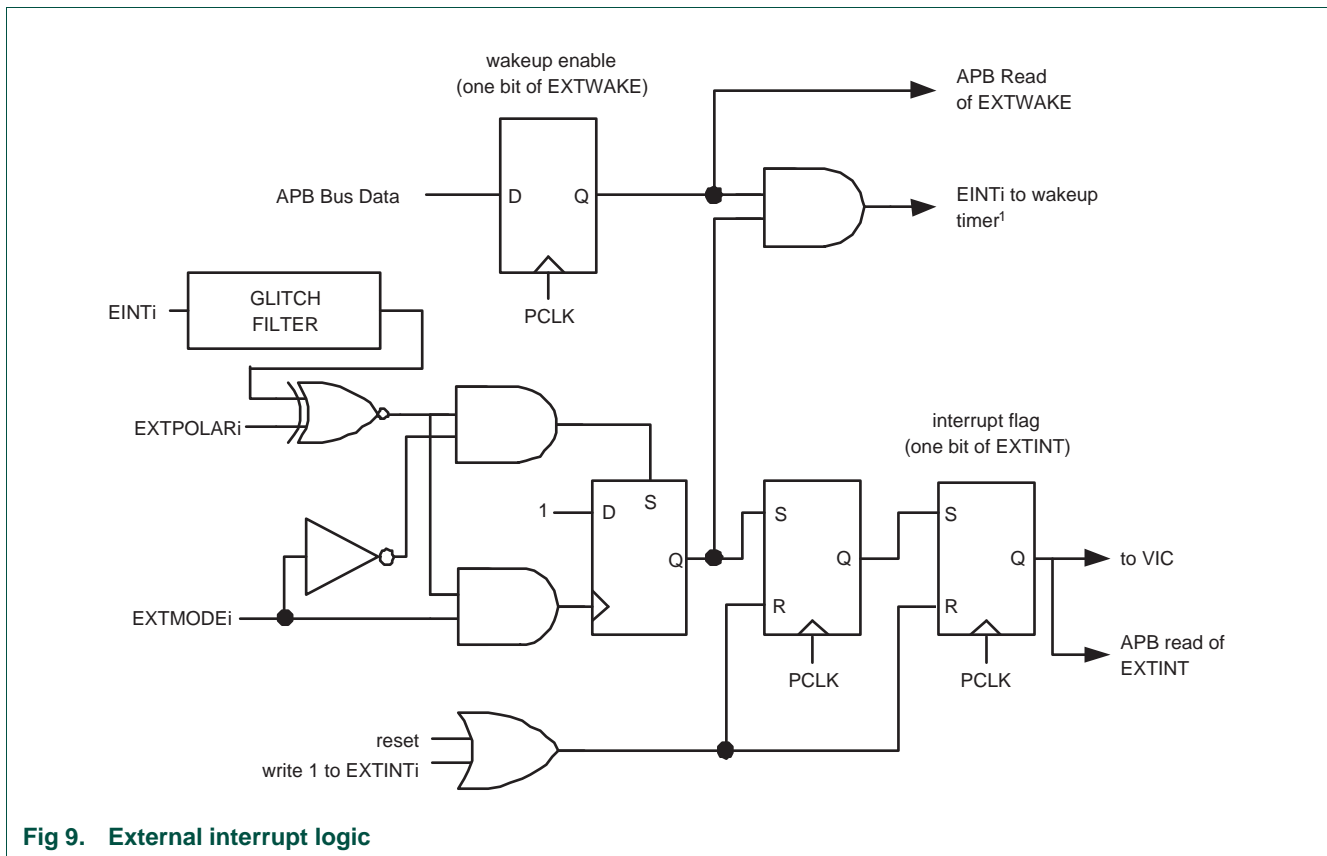 wakeup enable
(one bit of EXTWAKE)
APB Read
of EXTWAKE
APB Bus Data
D
Q
EINTi to wakeup
timer1
PCLK
EINTi
GLITCH
FILTER
EXTPOLARi
interrupt flag
(one bit of EXTINT)
1
D
S
Q
S
Q
R
S
Q
R
to VIC
EXTMODEi
PCLK
PCLK
APB read of
EXTINT
reset
write 1 to EXTINTi
Fig 9. External interrupt logic